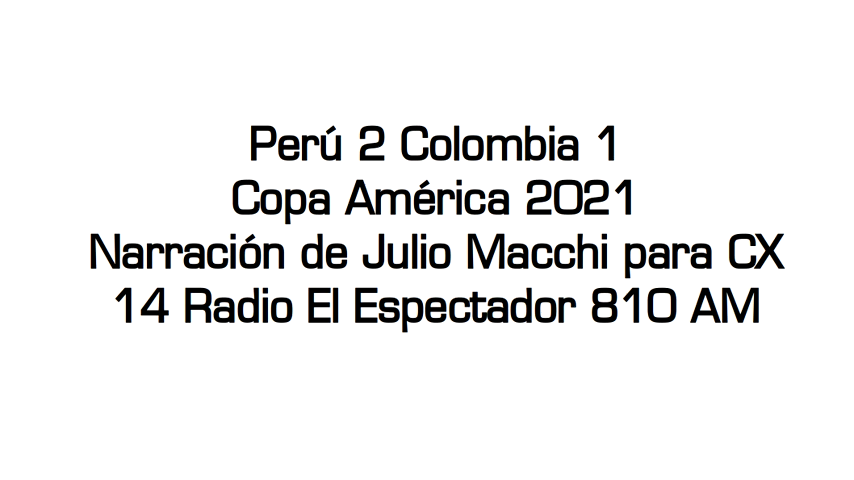 Perú 2 Colombia 1
Copa América 2021
Narración de Julio Macchi para CX
14 Radio El Espectador 810 AM